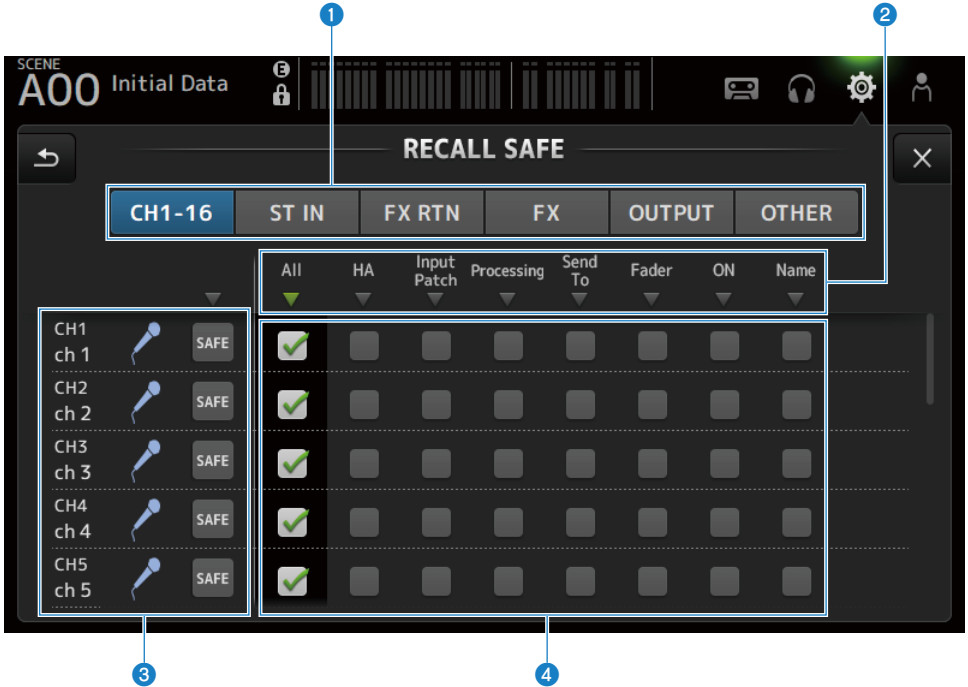 1
2
SCENE
A00 Initial Data
E
RECALL SAFE
CH1-16 ST IN FX RTN FX OUTPUT OTHER
All HA Input Patch Processing Send To Fader ON Name
CH1
ch 1
SAFE
CH2
ch 2
SAFE
CH3
ch 3
SAFE
CH4
ch 4
SAFE
CH5
ch 5
SAFE
3
4